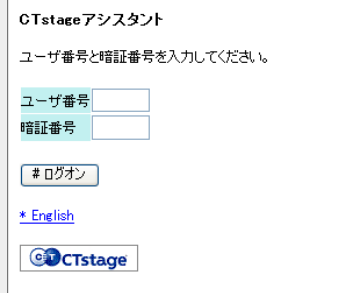 CTstageアシスタント
ユーザ番号と暗証番号を入力してください。
ユーザ番号
暗証番号
# ログオン
* English
CTstage